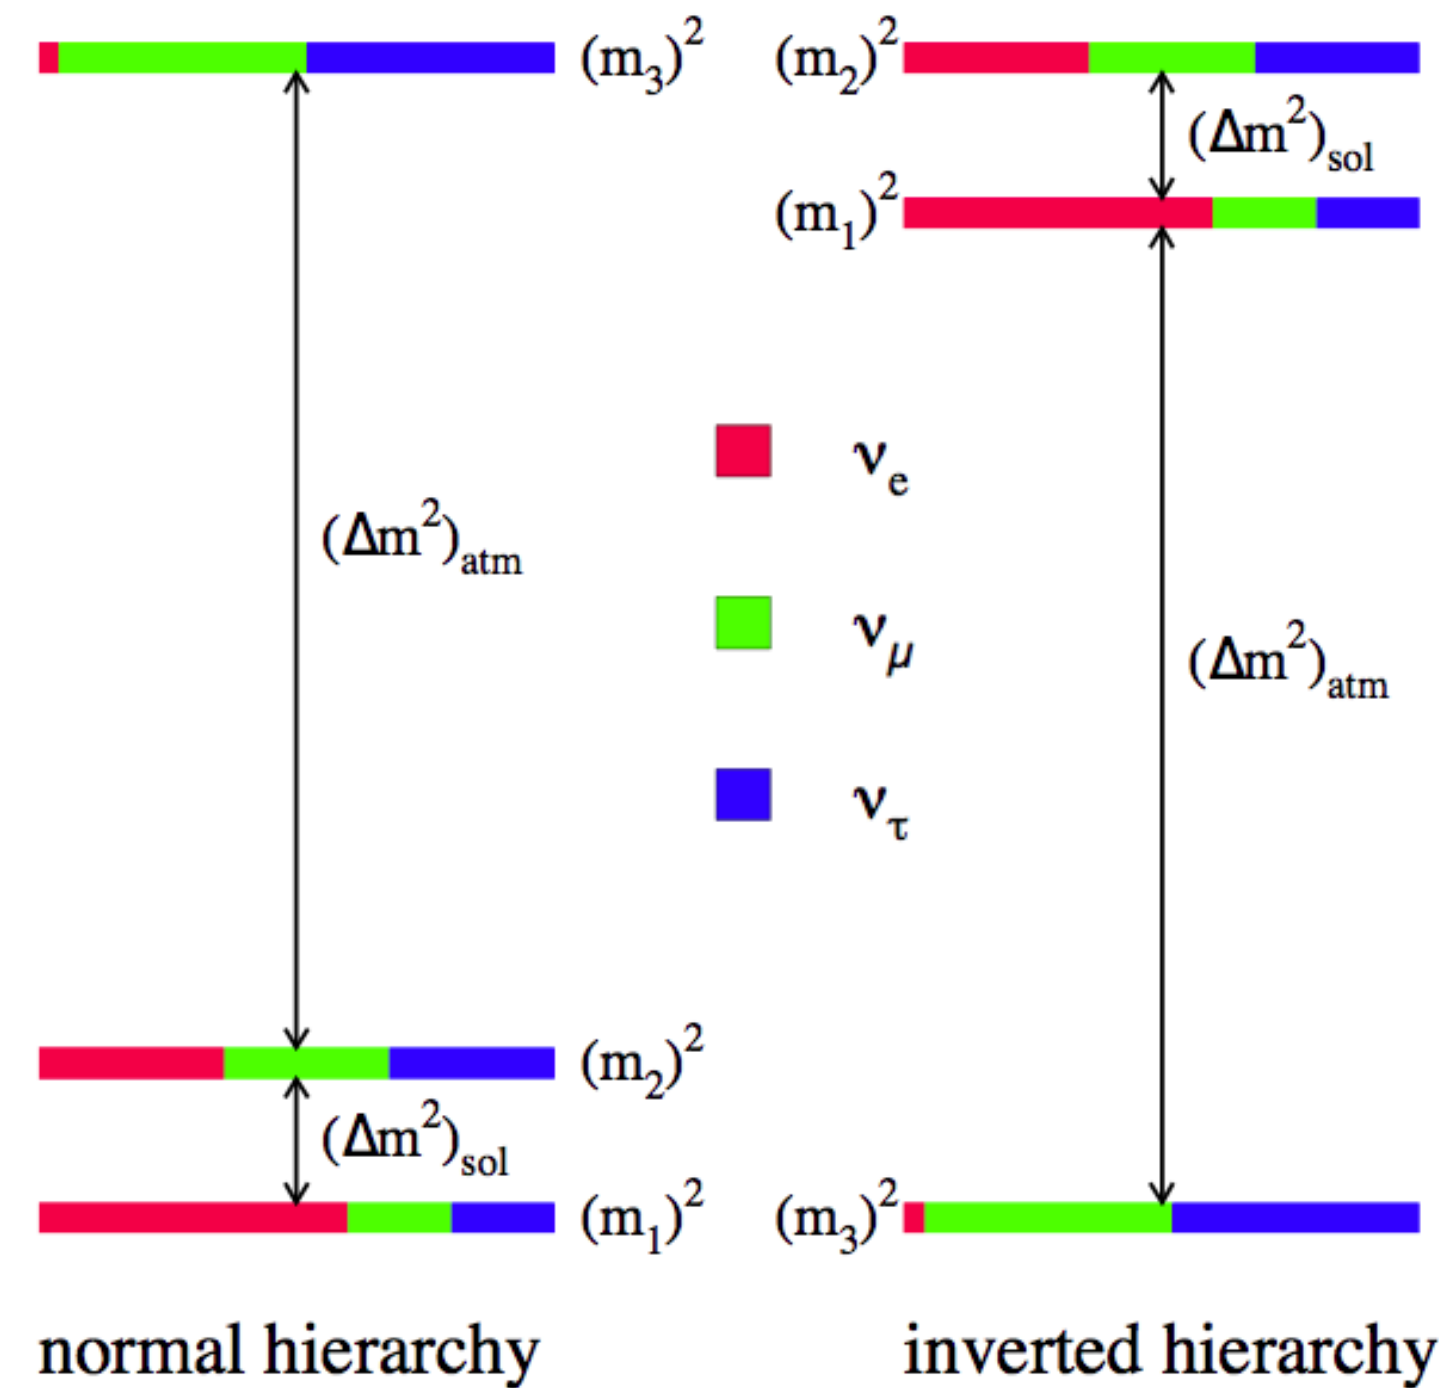 (m₃)²
(m₂)²
(Δm²)sol
(m₁)²
νe
(Δm²)atm
νμ
(Δm²)atm
ντ
(m₂)²
(Δm²)sol
(m₁)²
(m₃)²
normal hierarchy
inverted hierarchy